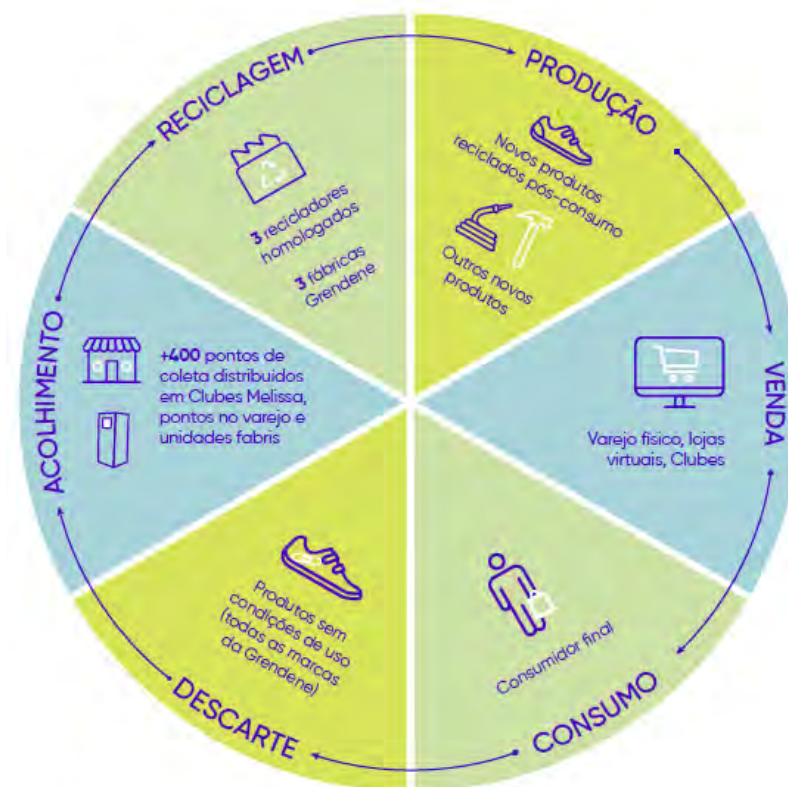 RECICLAGEM
3 recicladores
homologados
3 fábricas
Grendene
PRODUÇÃO
Novos produtos
reciclados pós-consumo
Outros novos
produtos
VENDA
Varejo físico, lojas
virtuais, Clubes
CONSUMO
Consumidor final
DESCARTE
Produtos sem
condições de uso
(todas as marcas
da Grendene)
ACOLHIMENTO
+400 pontos de
coleta distribuidos
em Clubes Melissa,
pontos no varejo e
unidades fabris